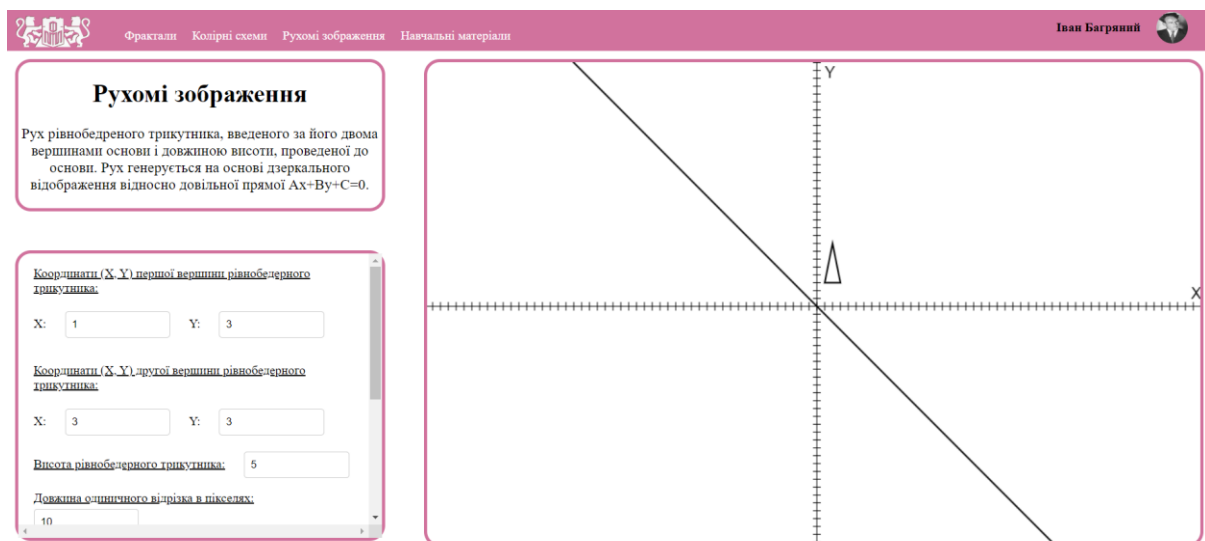 Фрактали Колірні схеми Рухомі зображення Навчальні матеріали
Іван Багряний
Рухомі зображення
Рух рівнобедреного трикутника, введеного за його двома
вершинами основи і довжиною висоти, проведеної до
основи. Рух генерується на основі дзеркального
відображення відносно довільної прямої Ax+By+C=0.
Координати (X, Y) першої вершини рівнобедерного
трикутника:
X: 1 Y: 3
Координати (X, Y) другої вершини рівнобедерного
трикутника:
X: 3 Y: 3
Висота рівнобедерного трикутника: 5
Довжина одиничного відрізка в пікселях:
10
Y
X